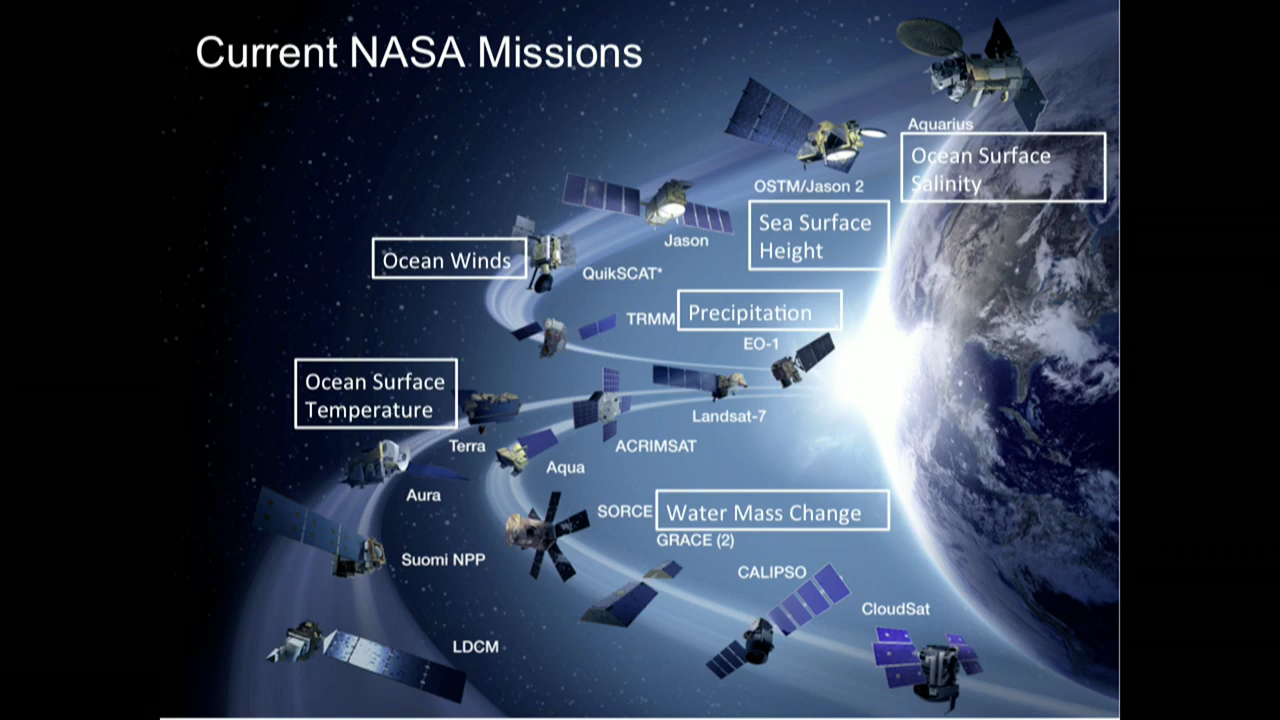 Current NASA Missions
Aquarius
Ocean Surface
Salinity
OSTM/Jason 2
Sea Surface
Height
Jason
Ocean Winds
QuikSCAT*
TRMM
Precipitation
EO-1
Ocean Surface
Temperature
Landsat-7
Terra
ACRIMSAT
Aqua
Aura
SORCE
Water Mass Change
GRACE (2)
Suomi NPP
CALIPSO
CloudSat
LDCM